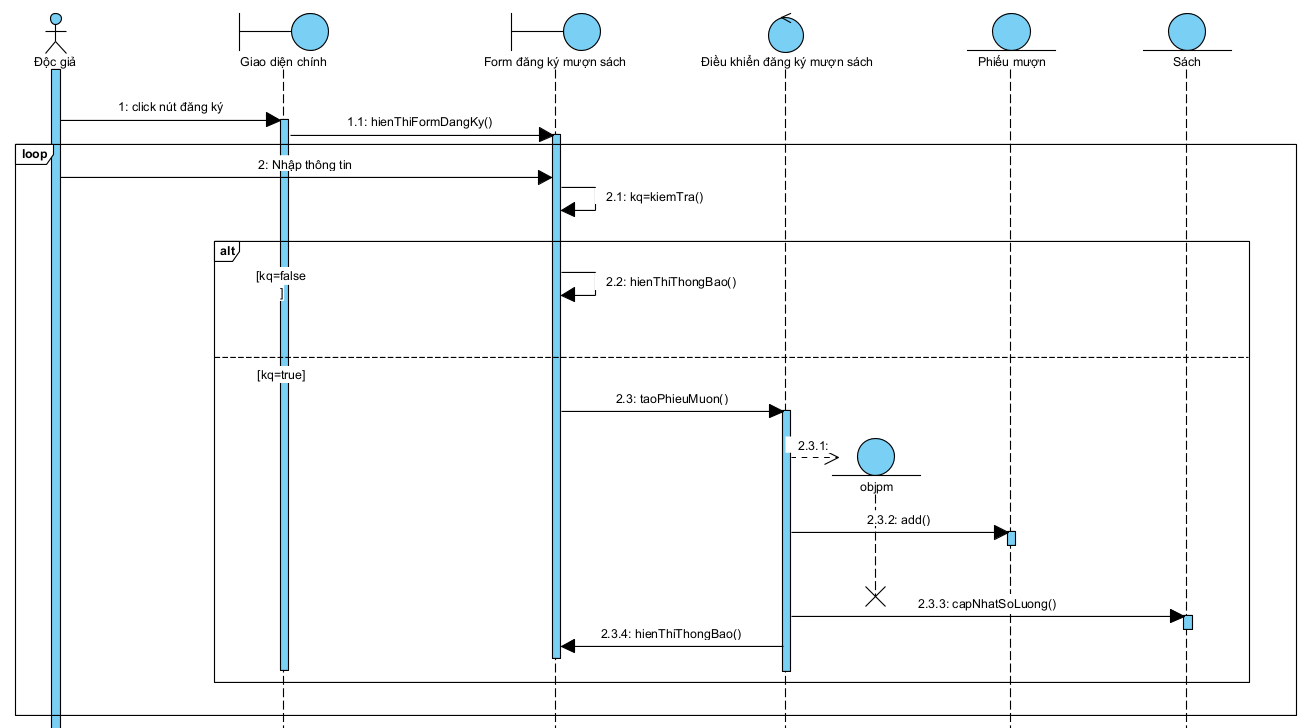 Độc giả
Giao diện chính
Form đăng ký mượn sách
Điều khiển đăng ký mượn sách
Phiếu mượn
Sách
1: click nút đăng ký
1.1: hienThiFormDangKy()
loop
2: Nhập thông tin
2.1: kq=kiemTra()
alt
[kq=false
]
2.2: hienThiThongBao()
[kq=true]
2.3: taoPhieuMuon()
2.3.1:
objpm
2.3.2: add()
2.3.3: capNhatSoLuong()
2.3.4: hienThiThongBao()